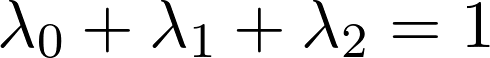 λ₀ + λ₁ + λ₂ = 1